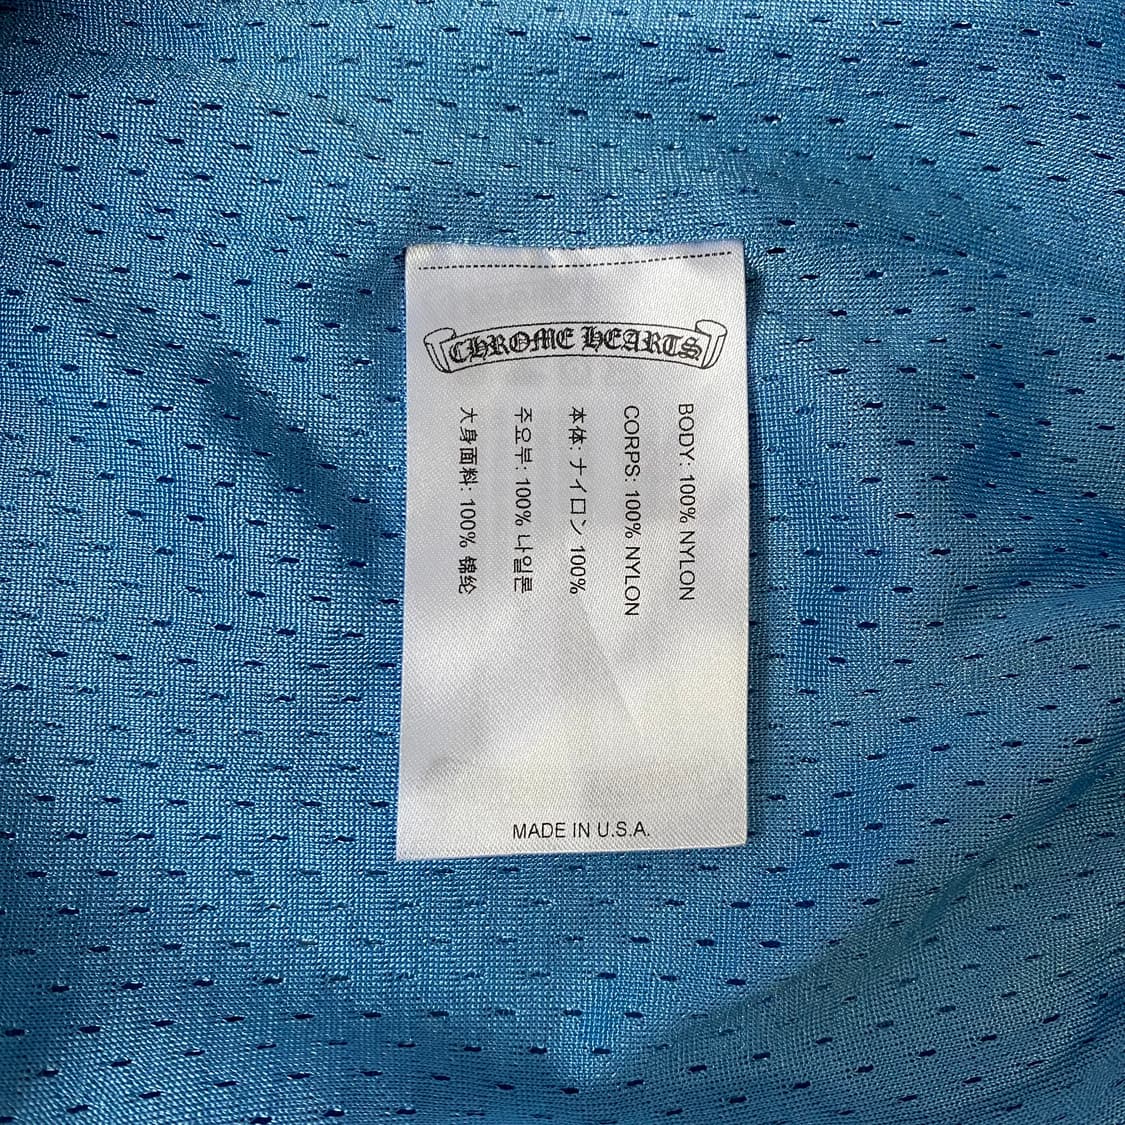 CHROME HEARTS
BODY: 100% NYLON
CORPS: 100% NYLON
本体: ナイロン 100%
주요부: 100% 나일론
大身面料: 100% 锦纶
MADE IN U.S.A.